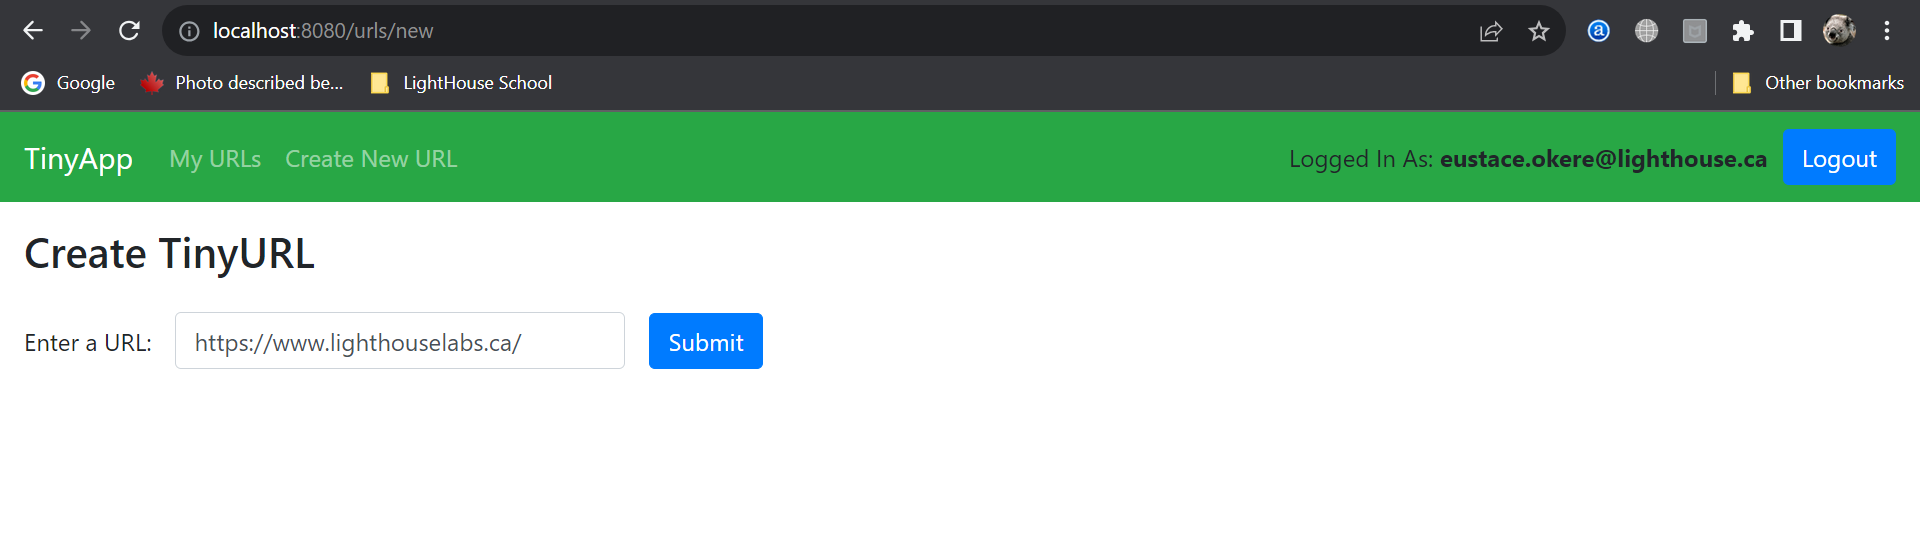 localhost:8080/urls/new
Google Photo described be... LightHouse School Other bookmarks
TinyApp My URLs Create New URL Logged In As: eustace.okere@lighthouse.ca Logout
Create TinyURL
Enter a URL: https://www.lighthouselabs.ca/ Submit